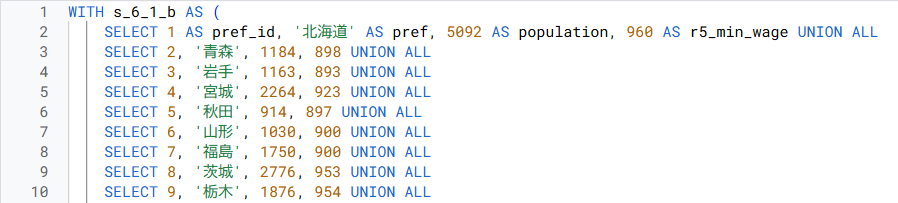 1 WITH s_6_1_b AS (
2 SELECT 1 AS pref_id, '北海道' AS pref, 5092 AS population, 960 AS r5_min_wage UNION ALL
3 SELECT 2, '青森', 1184, 898 UNION ALL
4 SELECT 3, '岩手', 1163, 893 UNION ALL
5 SELECT 4, '宮城', 2264, 923 UNION ALL
6 SELECT 5, '秋田', 914, 897 UNION ALL
7 SELECT 6, '山形', 1030, 900 UNION ALL
8 SELECT 7, '福島', 1750, 900 UNION ALL
9 SELECT 8, '茨城', 2776, 953 UNION ALL
10 SELECT 9, '栃木', 1876, 954 UNION ALL